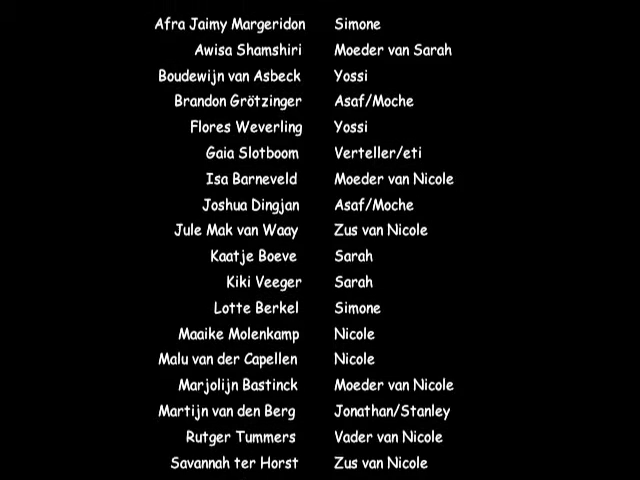 Afra Jaimy Margeridon Simone
Awisa Shamshiri Moeder van Sarah
Boudewijn van Asbeck Yossi
Brandon Grötzinger Asaf/Moche
Flores Weverling Yossi
Gaia Slotboom Verteller/eti
Isa Barneveld Moeder van Nicole
Joshua Dingjan Asaf/Moche
Jule Mak van Waay Zus van Nicole
Kaatje Boeve Sarah
Kiki Veeger Sarah
Lotte Berkel Simone
Maaike Molenkamp Nicole
Malu van der Capellen Nicole
Marjolijn Bastinck Moeder van Nicole
Martijn van den Berg Jonathan/Stanley
Rutger Tummers Vader van Nicole
Savannah ter Horst Zus van Nicole